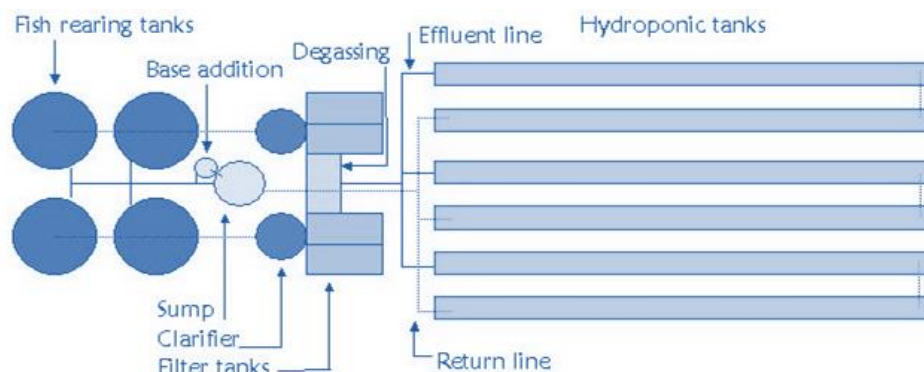 Fish rearing tanks
Base addition
Degassing
Effluent line
Hydroponic tanks
Sump
Clarifier
Filter tanks
Return line